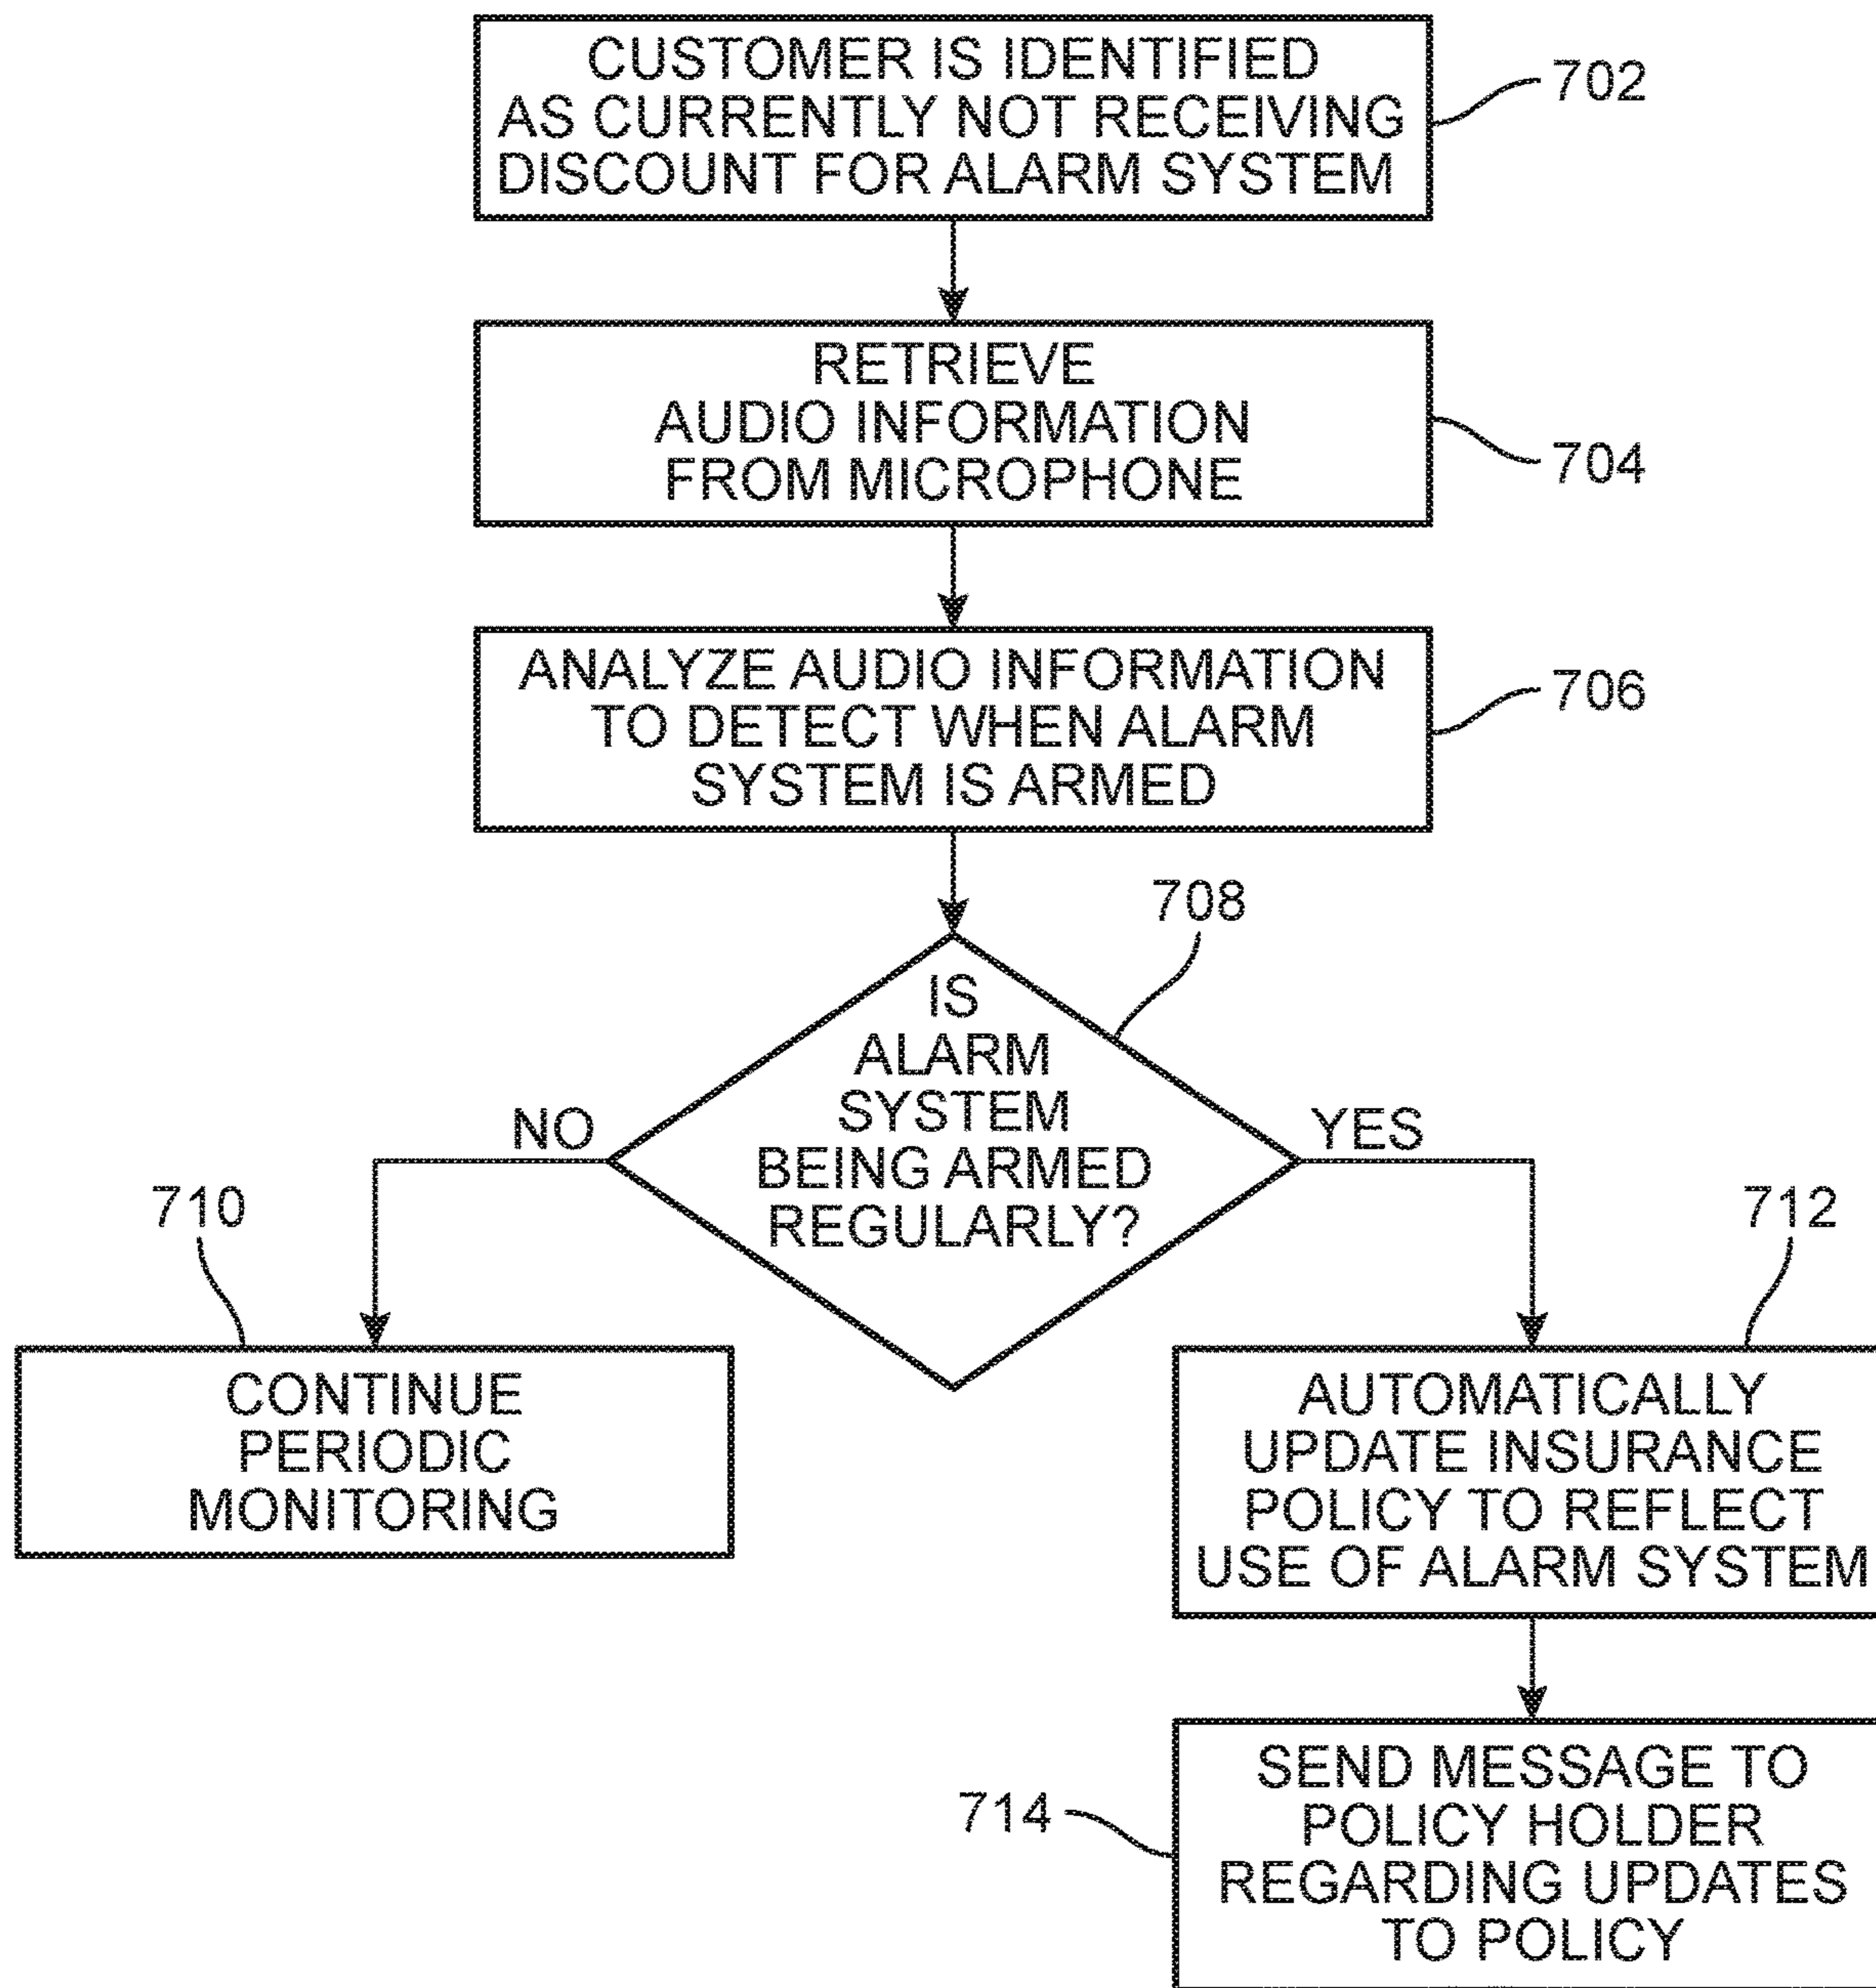 CUSTOMER IS IDENTIFIED
AS CURRENTLY NOT RECEIVING
DISCOUNT FOR ALARM SYSTEM
702
RETRIEVE
AUDIO INFORMATION
FROM MICROPHONE
704
ANALYZE AUDIO INFORMATION
TO DETECT WHEN ALARM
SYSTEM IS ARMED
706
708
IS
ALARM
SYSTEM
BEING ARMED
REGULARLY?
NO
YES
710
CONTINUE
PERIODIC
MONITORING
712
AUTOMATICALLY
UPDATE INSURANCE
POLICY TO REFLECT
USE OF ALARM SYSTEM
714
SEND MESSAGE TO
POLICY HOLDER
REGARDING UPDATES
TO POLICY